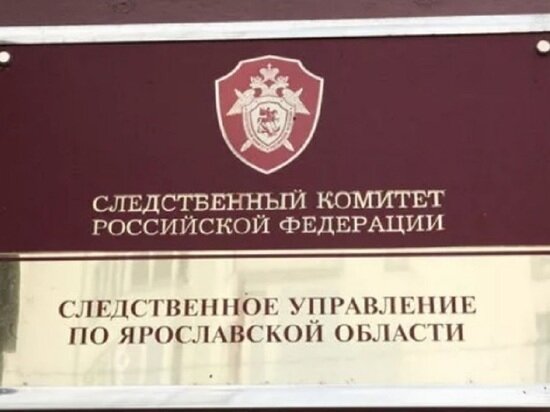 СЛЕДСТВЕННЫЙ КОМИТЕТ
РОССИЙСКОЙ ФЕДЕРАЦИИ
СЛЕДСТВЕННОЕ УПРАВЛЕНИЕ
ПО ЯРОСЛАВСКОЙ ОБЛАСТИ